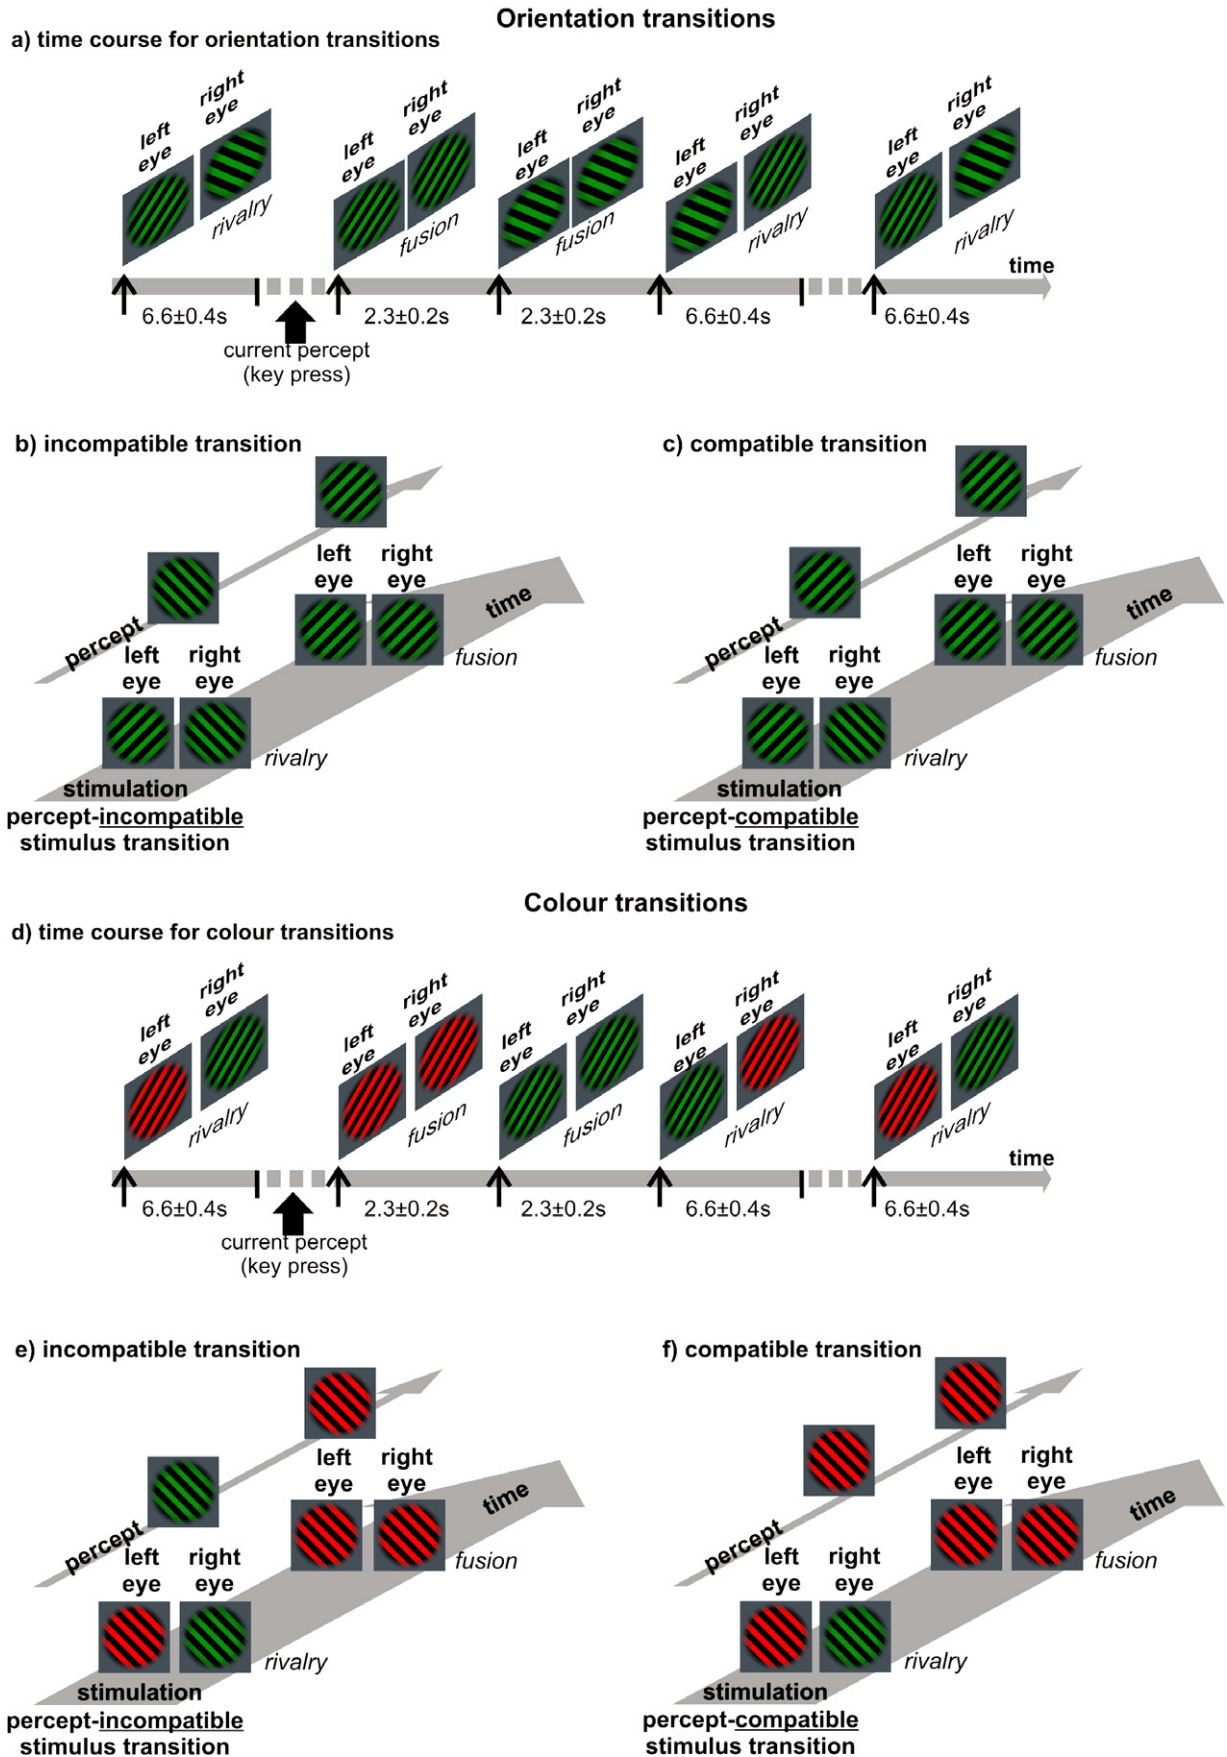 Orientation transitions
a) time course for orientation transitions
left eye
right eye
rivalry
left eye
right eye
fusion
left eye
right eye
fusion
left eye
right eye
rivalry
left eye
right eye
rivalry
time
6.6±0.4s
2.3±0.2s
2.3±0.2s
6.6±0.4s
6.6±0.4s
current percept
(key press)
b) incompatible transition
percept
left eye
right eye
fusion
time
left eye
right eye
rivalry
stimulation
percept-incompatible
stimulus transition
c) compatible transition
percept
left eye
right eye
fusion
time
left eye
right eye
rivalry
stimulation
percept-compatible
stimulus transition
Colour transitions
d) time course for colour transitions
left eye
right eye
rivalry
left eye
right eye
fusion
left eye
right eye
fusion
left eye
right eye
rivalry
left eye
right eye
rivalry
time
6.6±0.4s
2.3±0.2s
2.3±0.2s
6.6±0.4s
6.6±0.4s
current percept
(key press)
e) incompatible transition
percept
left eye
right eye
fusion
time
left eye
right eye
rivalry
stimulation
percept-incompatible
stimulus transition
f) compatible transition
percept
left eye
right eye
fusion
time
left eye
right eye
rivalry
stimulation
percept-compatible
stimulus transition